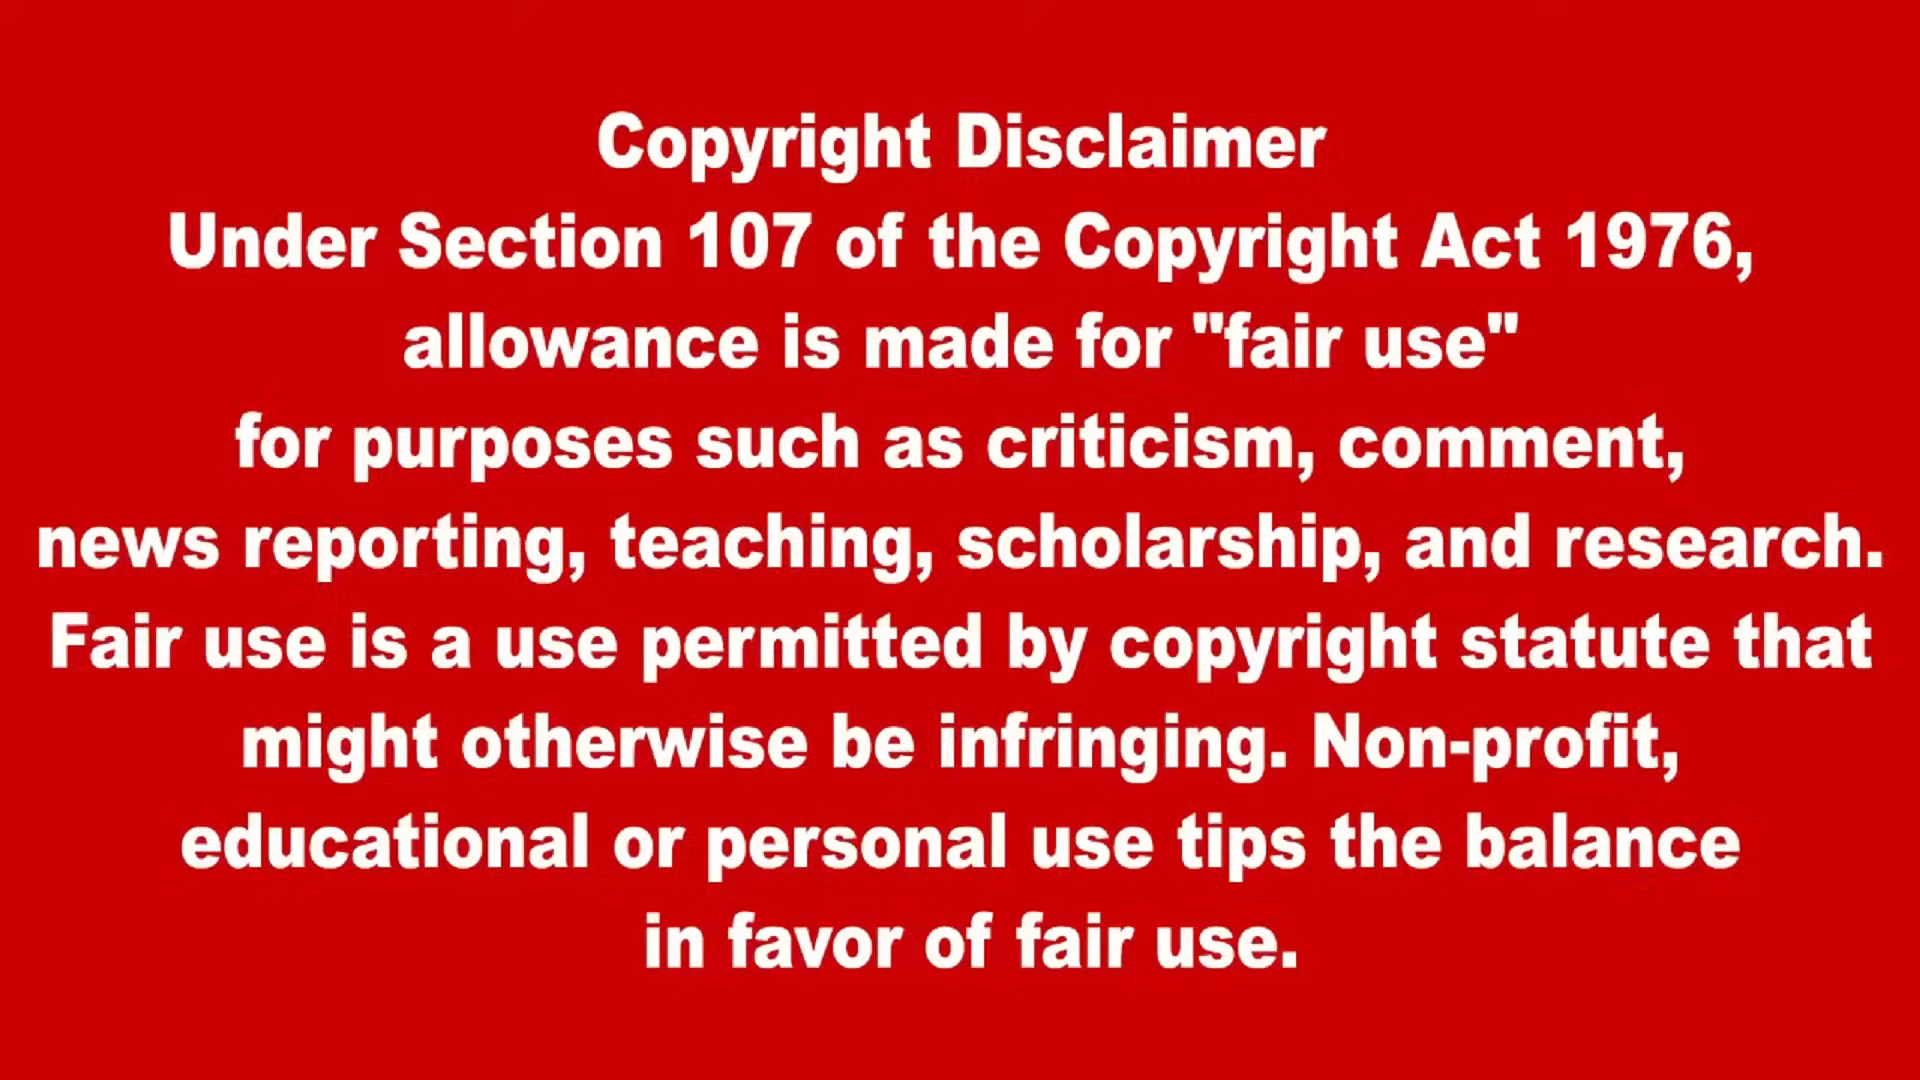 Copyright Disclaimer
Under Section 107 of the Copyright Act 1976,
allowance is made for "fair use"
for purposes such as criticism, comment,
news reporting, teaching, scholarship, and research.
Fair use is a use permitted by copyright statute that
might otherwise be infringing. Non-profit,
educational or personal use tips the balance
in favor of fair use.